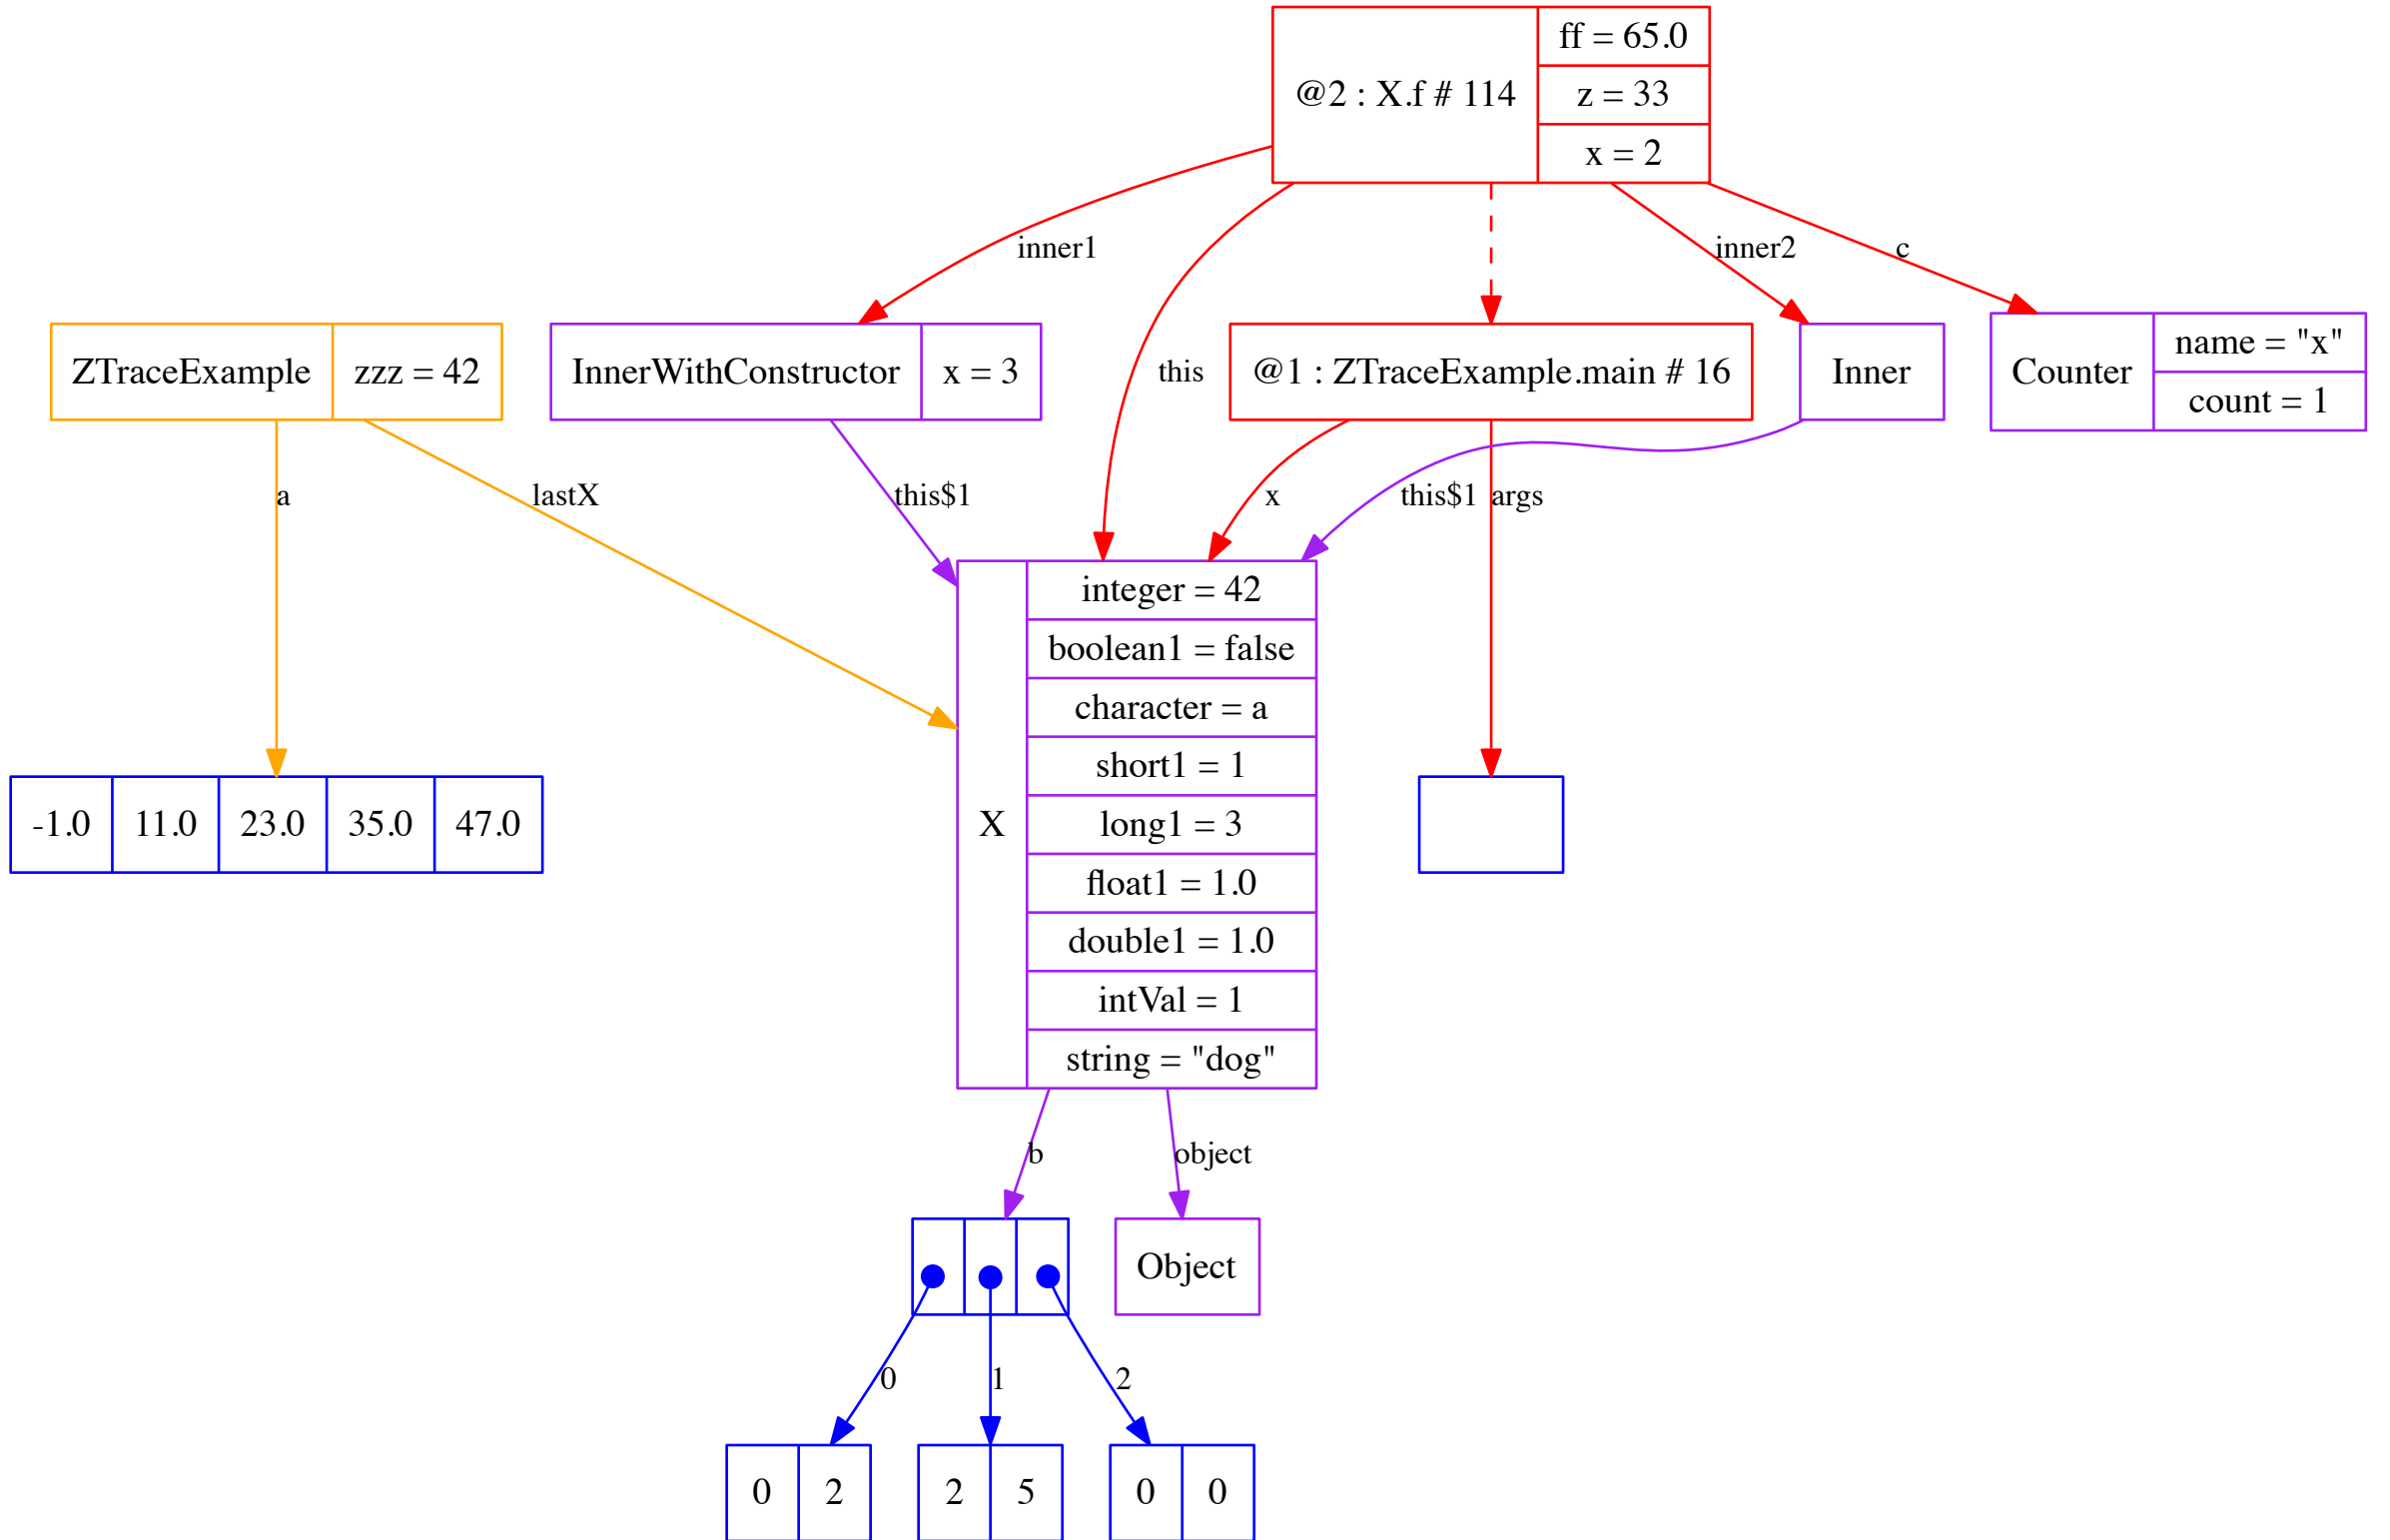 @2 : X.f # 114
ff = 65.0
z = 33
x = 2
inner1
inner2
c
this
ZTraceExample
zzz = 42
InnerWithConstructor
x = 3
@1 : ZTraceExample.main # 16
Inner
Counter
name = "x"
count = 1
a
lastX
this$1
x
this$1
args
X
integer = 42
boolean1 = false
character = a
short1 = 1
long1 = 3
float1 = 1.0
double1 = 1.0
intVal = 1
string = "dog"
-1.0
11.0
23.0
35.0
47.0
b
object
Object
0
1
2
0
2
2
5
0
0